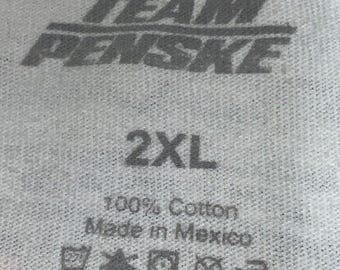 TEAM
PENSKE
2XL
100% Cotton
Made in Mexico